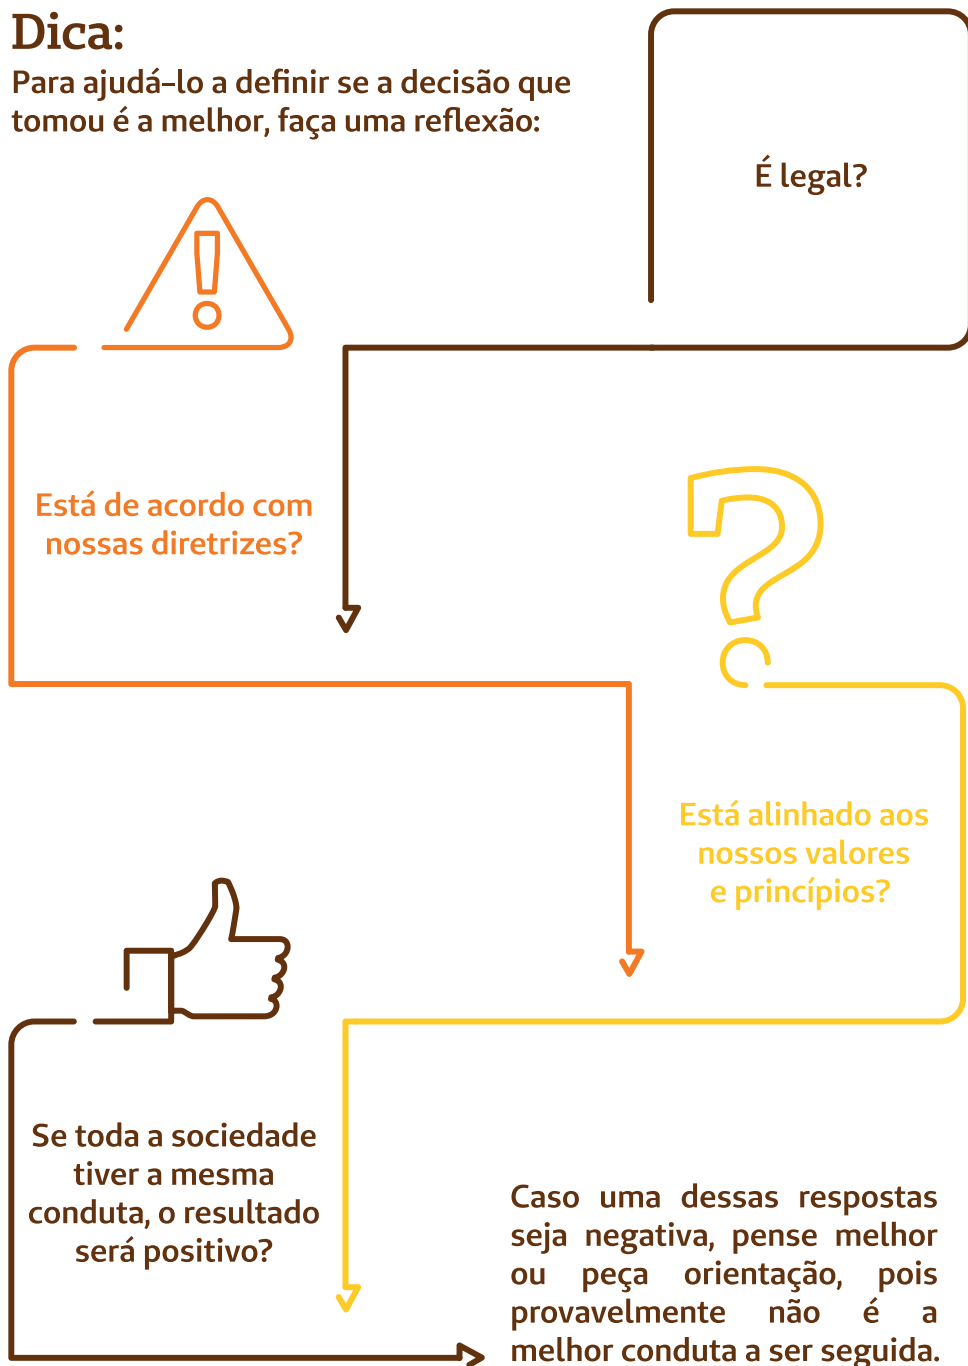 Dica:
Para ajudá-lo a definir se a decisão que
tomou é a melhor, faça uma reflexão:
É legal?
Está de acordo com
nossas diretrizes?
Está alinhado aos
nossos valores
e princípios?
Se toda a sociedade
tiver a mesma
conduta, o resultado
será positivo?
Caso uma dessas respostas
seja negativa, pense melhor
ou peça orientação, pois
provavelmente não é a
melhor conduta a ser seguida.